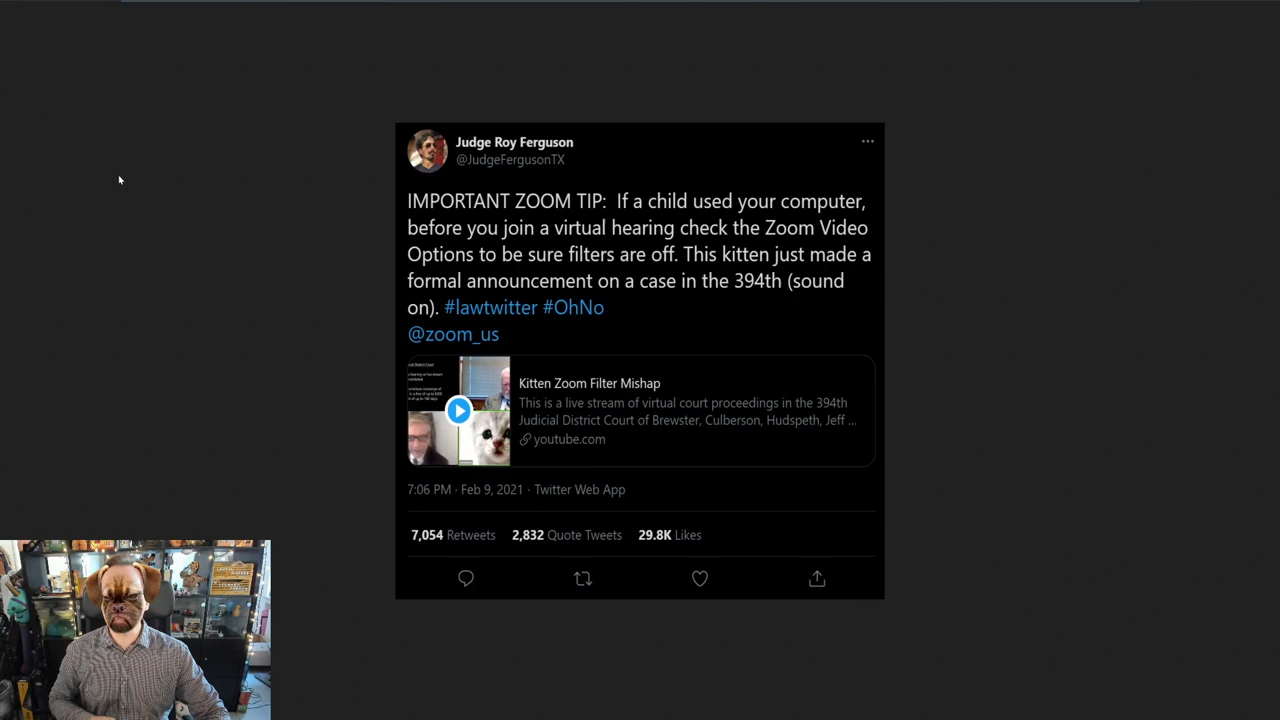 Judge Roy Ferguson
@JudgeFergusonTX
IMPORTANT ZOOM TIP:  If a child used your computer,
before you join a virtual hearing check the Zoom Video
Options to be sure filters are off. This kitten just made a
formal announcement on a case in the 394th (sound
on). #lawtwitter #OhNo
@zoom_us
Kitten Zoom Filter Mishap
This is a live stream of virtual court proceedings in the 394th
Judicial District Court of Brewster, Culberson, Hudspeth, Jeff ...
youtube.com
7:06 PM · Feb 9, 2021 · Twitter Web App
7,054 Retweets 2,832 Quote Tweets 29.8K Likes